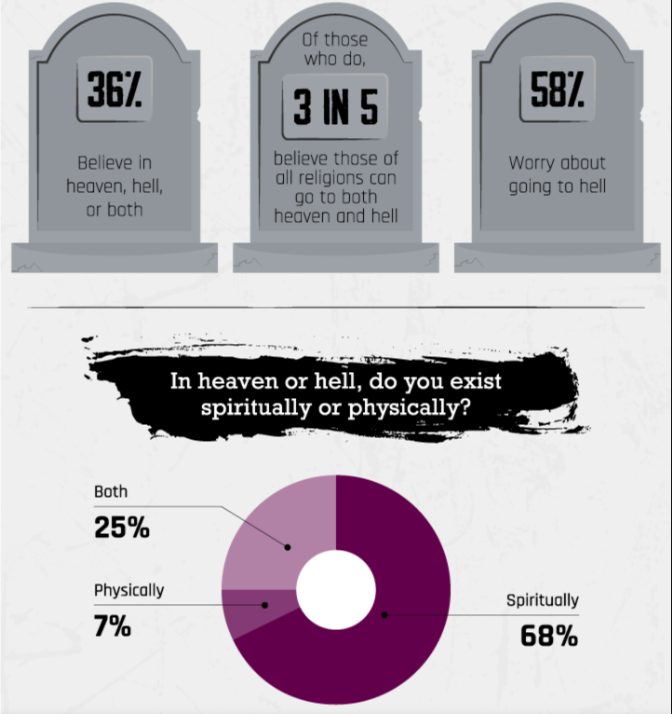 36%
Believe in
heaven, hell,
or both
Of those
who do,
3 IN 5
believe those of
all religions can
go to both
heaven and hell
58%
Worry about
going to hell
In heaven or hell, do you exist
spiritually or physically?
Both
25%
Physically
7%
Spiritually
68%